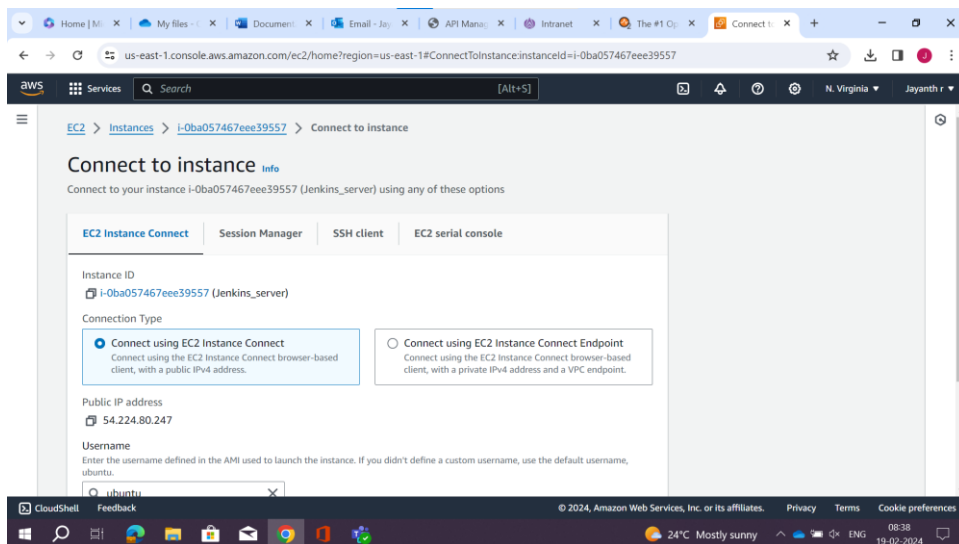 Home | Mi
My files - C
Document
Email - Jay
API Manag
Intranet
The #1 Op
Connect to
us-east-1.console.aws.amazon.com/ec2/home?region=us-east-1#ConnectToInstance:instanceId=i-0ba057467eee39557
J
aws
Services
Search
[Alt+S]
N. Virginia
Jayanth r
EC2 > Instances > i-0ba057467eee39557 > Connect to instance
Connect to instance Info
Connect to your instance i-0ba057467eee39557 (Jenkins_server) using any of these options
EC2 Instance Connect
Session Manager
SSH client
EC2 serial console
Instance ID
i-0ba057467eee39557 (Jenkins_server)
Connection Type
Connect using EC2 Instance Connect
Connect using the EC2 Instance Connect browser-based
client, with a public IPv4 address.
Connect using EC2 Instance Connect Endpoint
Connect using the EC2 Instance Connect browser-based
client, with a private IPv4 address and a VPC endpoint.
Public IP address
54.224.80.247
Username
Enter the username defined in the AMI used to launch the instance. If you didn't define a custom username, use the default username,
ubuntu.
ubuntu
CloudShell
Feedback
© 2024, Amazon Web Services, Inc. or its affiliates.
Privacy
Terms
Cookie preferences
24°C Mostly sunny
ENG
08:38
19-02-2024